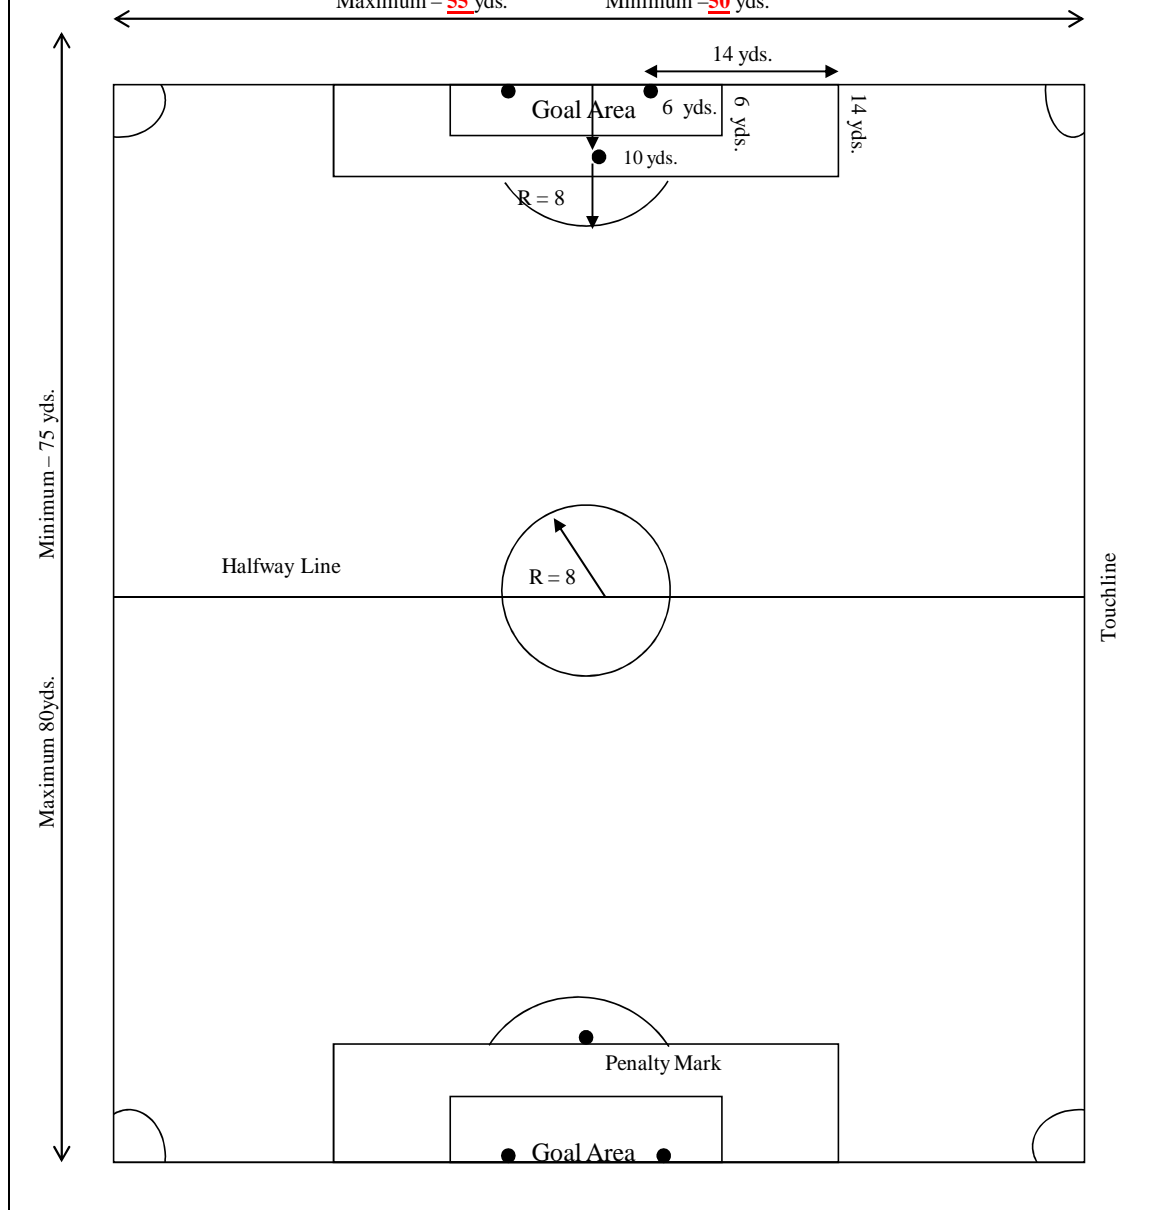 Maximum – 55 yds. Minimum –50 yds.
14 yds.
Goal Area
6 yds.
6 yds.
14 yds.
10 yds.
R = 8
Minimum – 75 yds.
Halfway Line
R = 8
Touchline
Maximum 80yds.
Penalty Mark
Goal Area